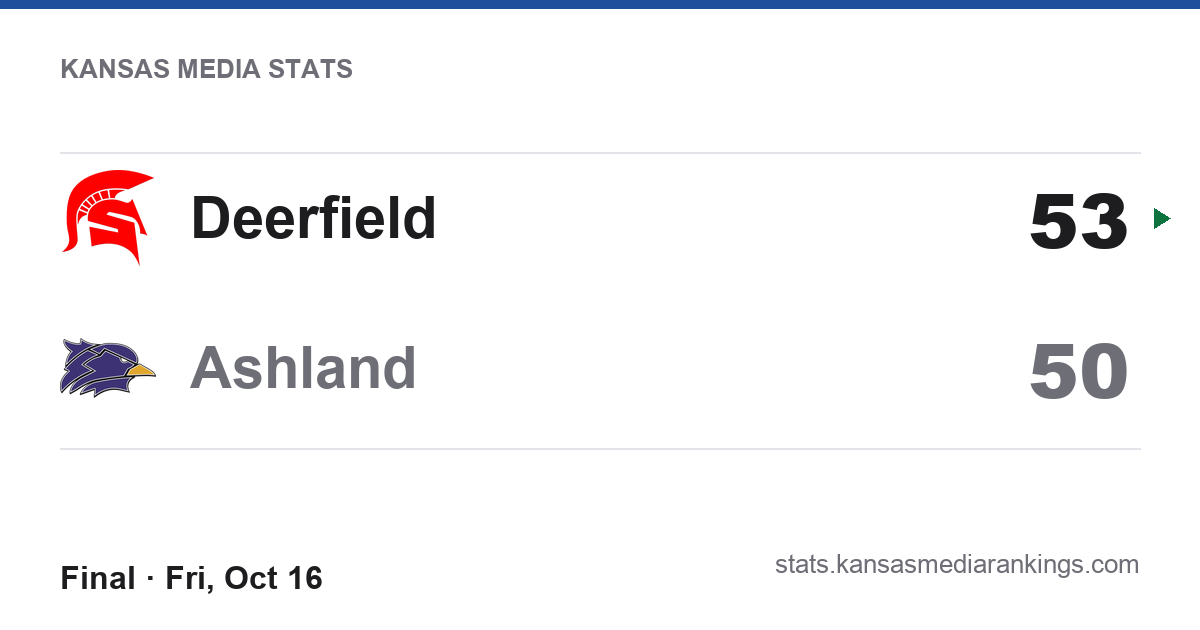 KANSAS MEDIA STATS
Deerfield 53
Ashland 50
Final · Fri, Oct 16
stats.kansasmediarankings.com